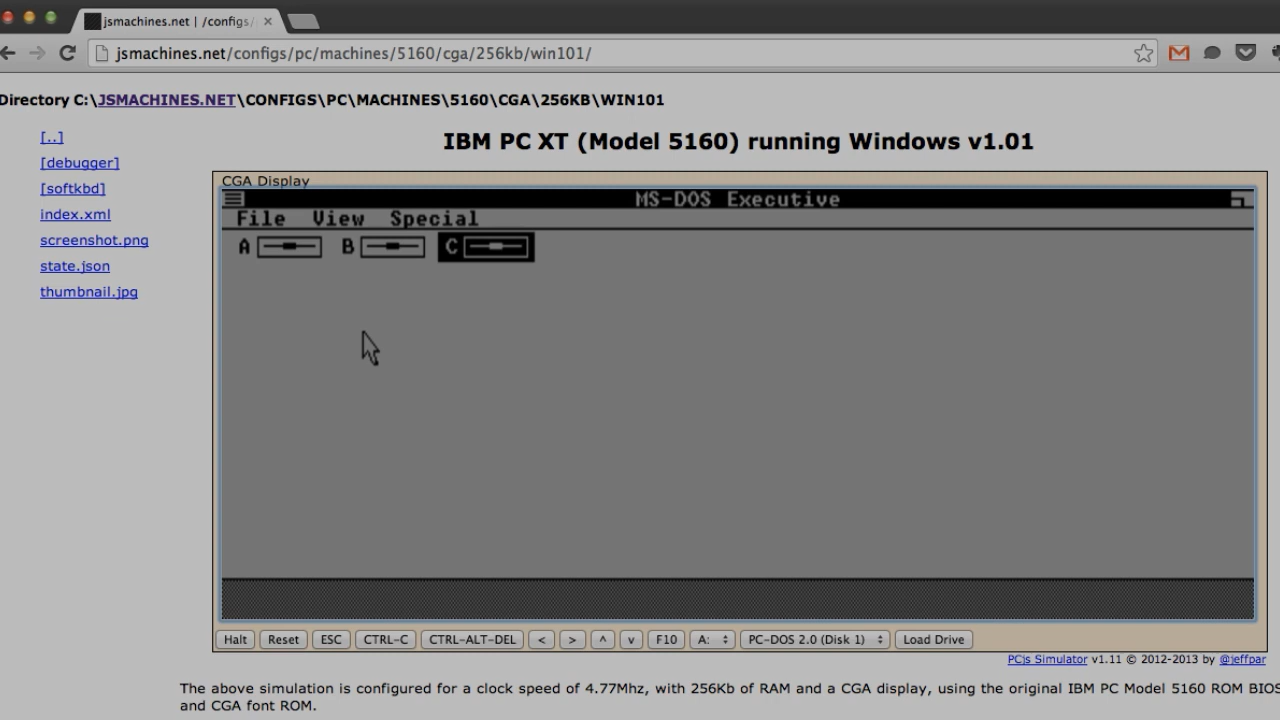 jsmachines.net | /configs/
jsmachines.net/configs/pc/machines/5160/cga/256kb/win101/
Directory C:\JSMACHINES.NET\CONFIGS\PC\MACHINES\5160\CGA\256KB\WIN101
[..]
[debugger]
[softkbd]
index.xml
screenshot.png
state.json
thumbnail.jpg
IBM PC XT (Model 5160) running Windows v1.01
CGA Display
MS-DOS Executive
File View Special
A B C
Halt Reset ESC CTRL-C CTRL-ALT-DEL < > ^ v F10 A: PC-DOS 2.0 (Disk 1) Load Drive
PCjs Simulator v1.11 © 2012-2013 by @jeffpar
The above simulation is configured for a clock speed of 4.77Mhz, with 256Kb of RAM and a CGA display, using the original IBM PC Model 5160 ROM BIOS
and CGA font ROM.